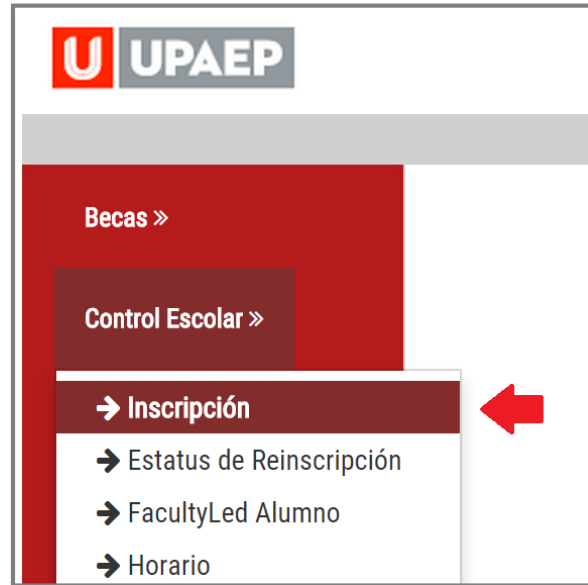 U UPAEP
Becas »
Control Escolar »
Inscripción
Estatus de Reinscripción
FacultyLed Alumno
Horario